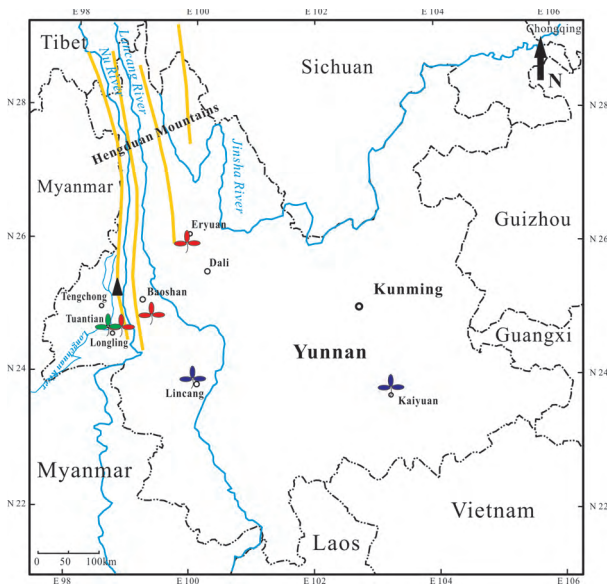 E 98
E 100
E 102
E 104
E 106
Tibet
Nu River
Lancang River
Sichuan
Chongqing
N
N 28
N 28
Hengduan Mountains
Jinsha River
Myanmar
Guizhou
Eryuan
N 26
N 26
Dali
Tengchong
Baoshan
Kunming
Tuantian
Longling
Guangxi
Yunnan
N 24
N 24
Lincang
Kaiyuan
Myanmar
Vietnam
N 22
N 22
Laos
0
50
100km
E 98
E 100
E 102
E 104
E 106